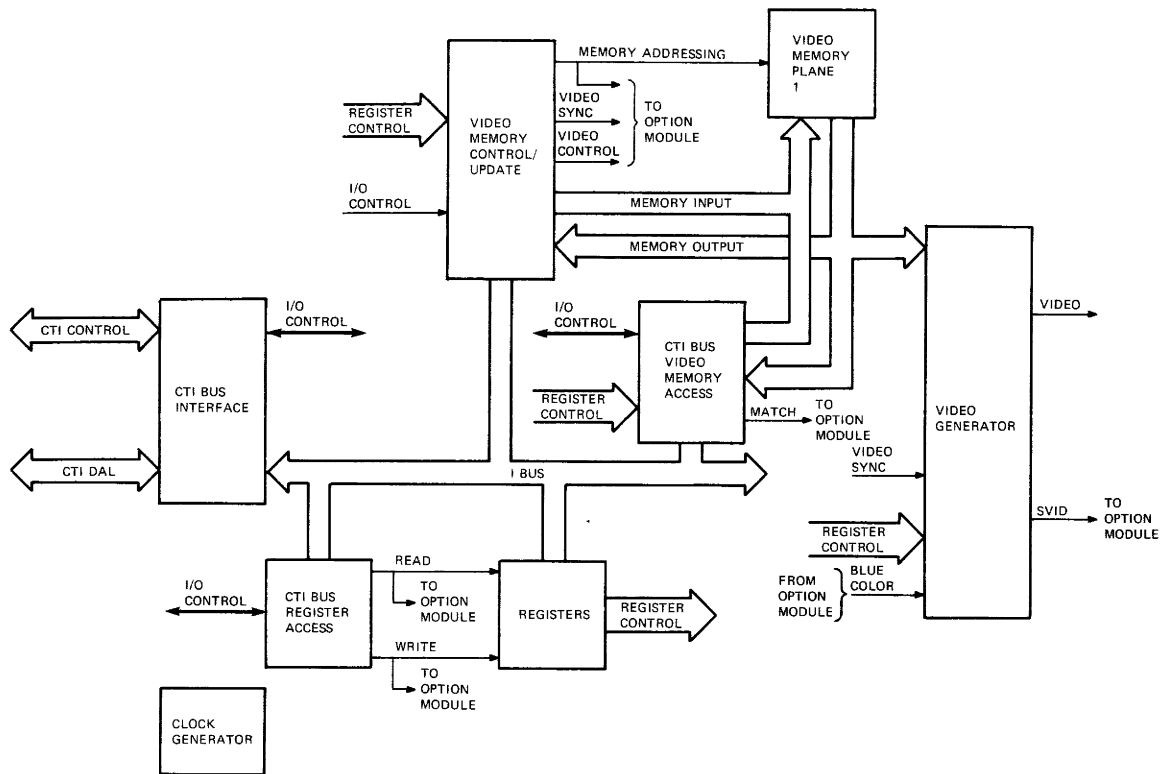 MEMORY ADDRESSING
VIDEO
MEMORY
PLANE
1
VIDEO
SYNC
VIDEO
CONTROL
TO
OPTION
MODULE
REGISTER
CONTROL
VIDEO
MEMORY
CONTROL/
UPDATE
I/O
CONTROL
MEMORY INPUT
MEMORY OUTPUT
CTI CONTROL
I/O
CONTROL
CTI BUS
INTERFACE
CTI DAL
I/O
CONTROL
CTI BUS
VIDEO
MEMORY
ACCESS
REGISTER
CONTROL
MATCH
TO
OPTION
MODULE
VIDEO
GENERATOR
VIDEO
VIDEO
SYNC
SVID
TO
OPTION
MODULE
REGISTER
CONTROL
FROM
OPTION
MODULE
BLUE
COLOR
I BUS
I/O
CONTROL
CTI BUS
REGISTER
ACCESS
READ
TO
OPTION
MODULE
WRITE
TO
OPTION
MODULE
REGISTERS
REGISTER
CONTROL
CLOCK
GENERATOR